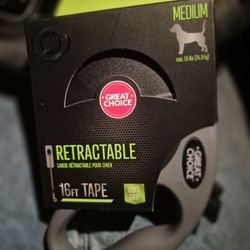 MEDIUM
max. 55 lbs (24.9 kg)
GREAT
CHOICE
RETRACTABLE
LAISSE RÉTRACTABLE POUR CHIEN
16FT TAPE
SOFT
GRIP
GREAT
CHOICE